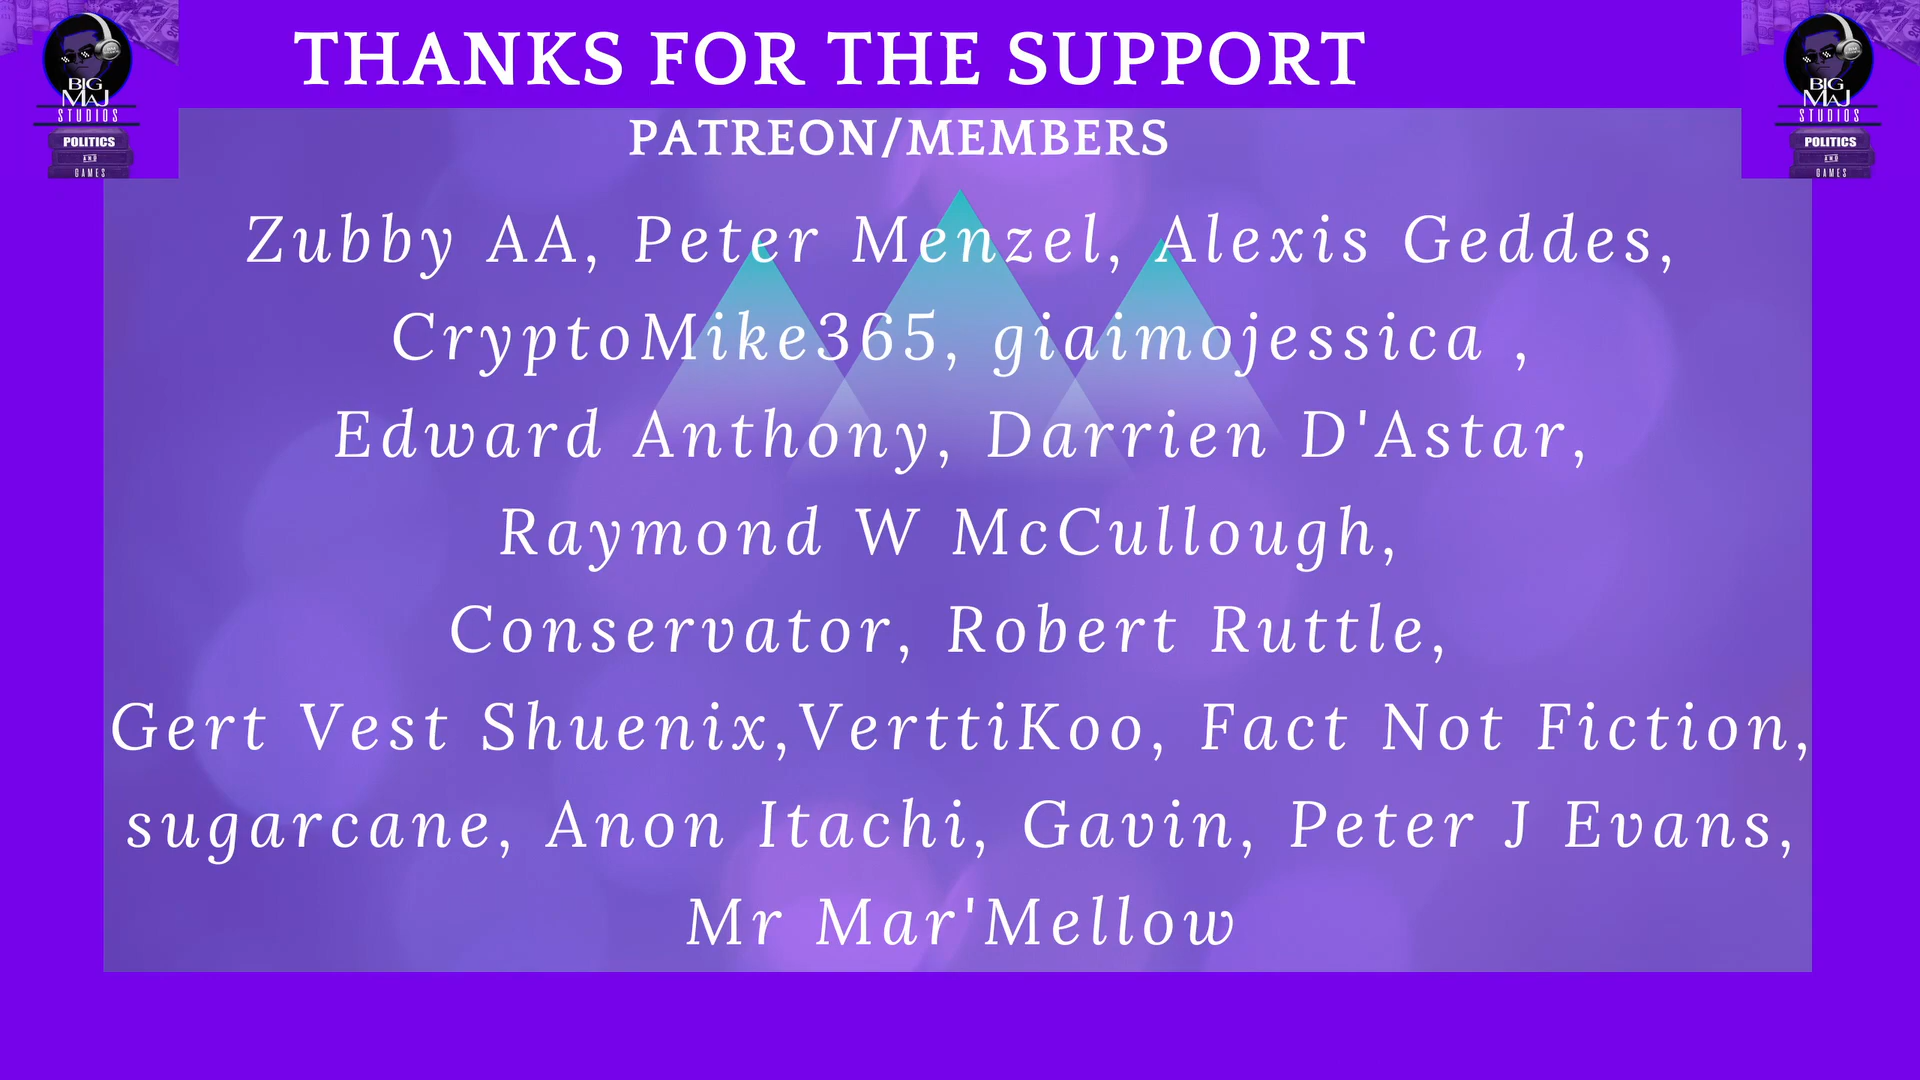 THANKS FOR THE SUPPORT
PATREON/MEMBERS
Zubby AA, Peter Menzel, Alexis Geddes,
CryptoMike365, giaimojessica ,
Edward Anthony, Darrien D'Astar,
Raymond W McCullough,
Conservator, Robert Ruttle,
Gert Vest Shuenix,VerttiKoo, Fact Not Fiction,
sugarcane, Anon Itachi, Gavin, Peter J Evans,
Mr Mar'Mellow
BIG
MAJ
STUDIOS
POLITICS
AND
GAMES
BIG
MAJ
STUDIOS
POLITICS
AND
GAMES